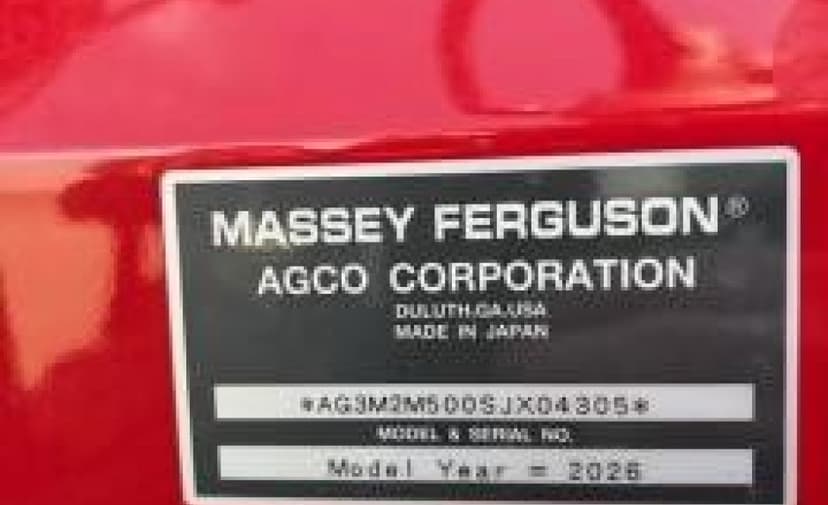 MASSEY FERGUSON®
AGCO CORPORATION
DULUTH,GA,USA
MADE IN JAPAN
*AG3M2M500SJX04305*
MODEL & SERIAL NO.
Model Year = 2026